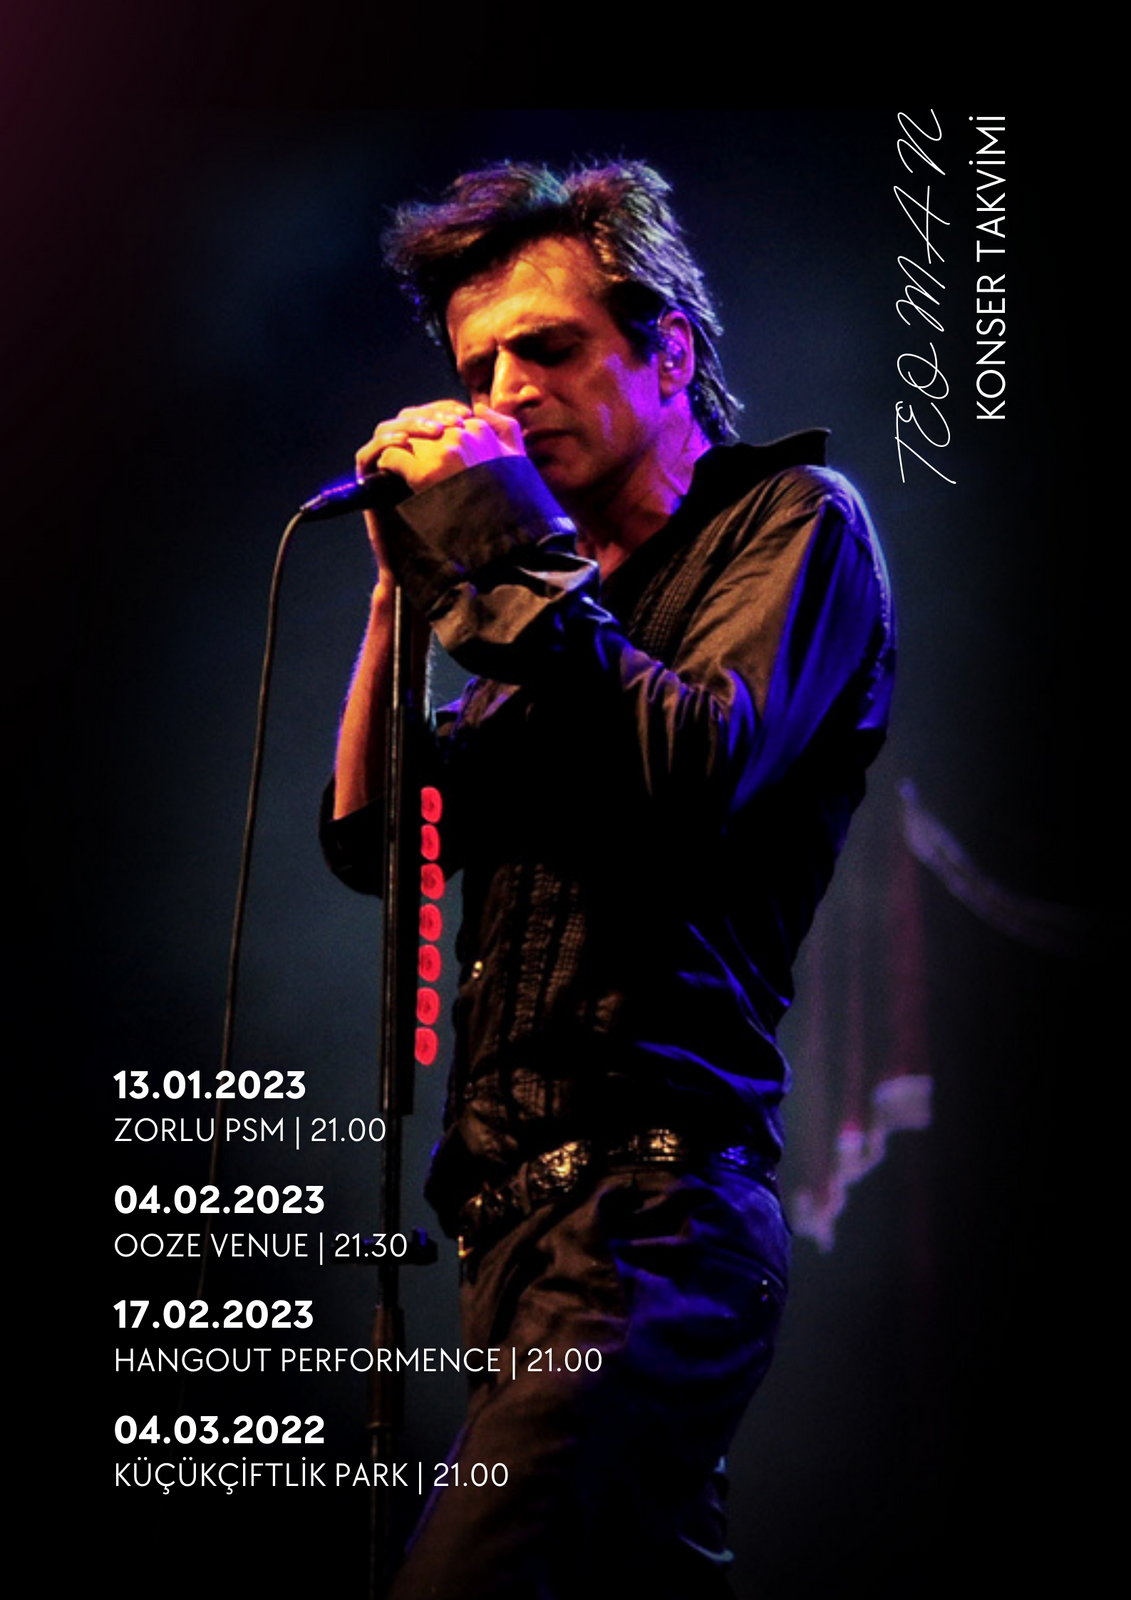 TEOMAN
KONSER TAKVİMİ
13.01.2023
ZORLU PSM | 21.00
04.02.2023
OOZE VENUE | 21.30
17.02.2023
HANGOUT PERFORMENCE | 21.00
04.03.2022
KÜÇÜKÇİFTLİK PARK | 21.00